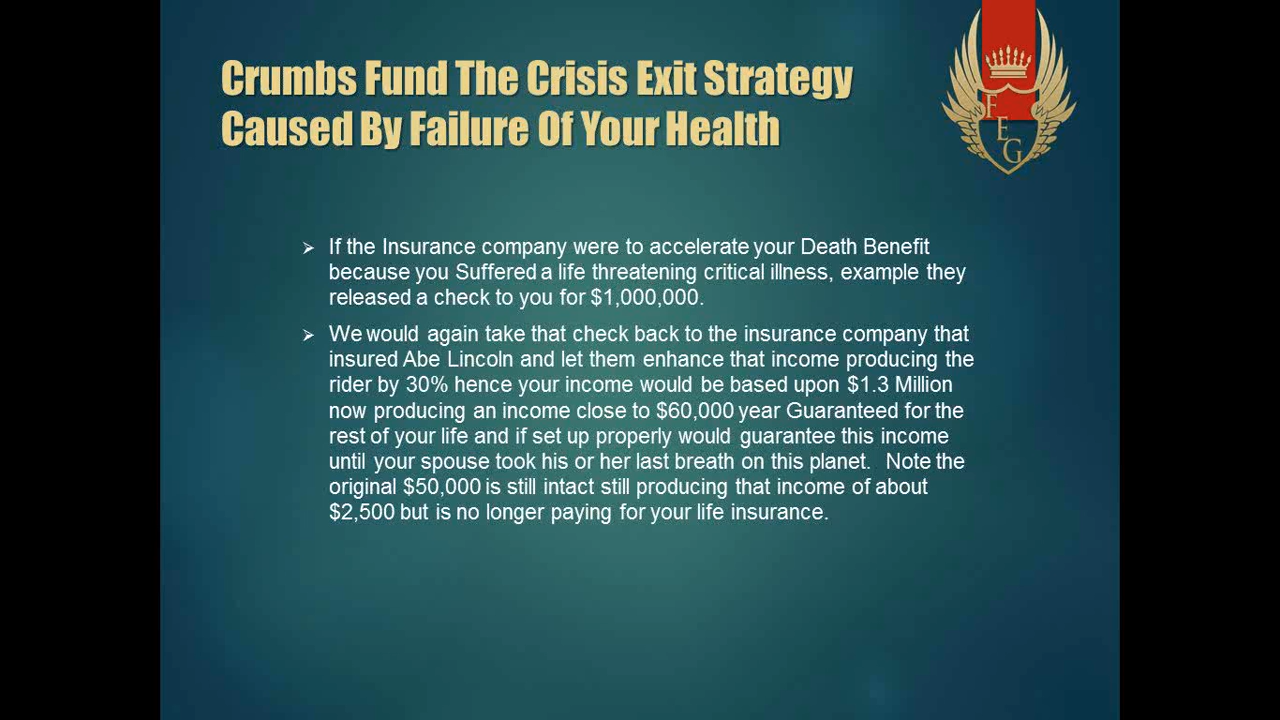 Crumbs Fund The Crisis Exit Strategy
Caused By Failure Of Your Health
F
E
G
➢ If the Insurance company were to accelerate your Death Benefit
because you Suffered a life threatening critical illness, example they
released a check to you for $1,000,000.
➢ We would again take that check back to the insurance company that
insured Abe Lincoln and let them enhance that income producing the
rider by 30% hence your income would be based upon $1.3 Million
now producing an income close to $60,000 year Guaranteed for the
rest of your life and if set up properly would guarantee this income
until your spouse took his or her last breath on this planet. Note the
original $50,000 is still intact still producing that income of about
$2,500 but is no longer paying for your life insurance.